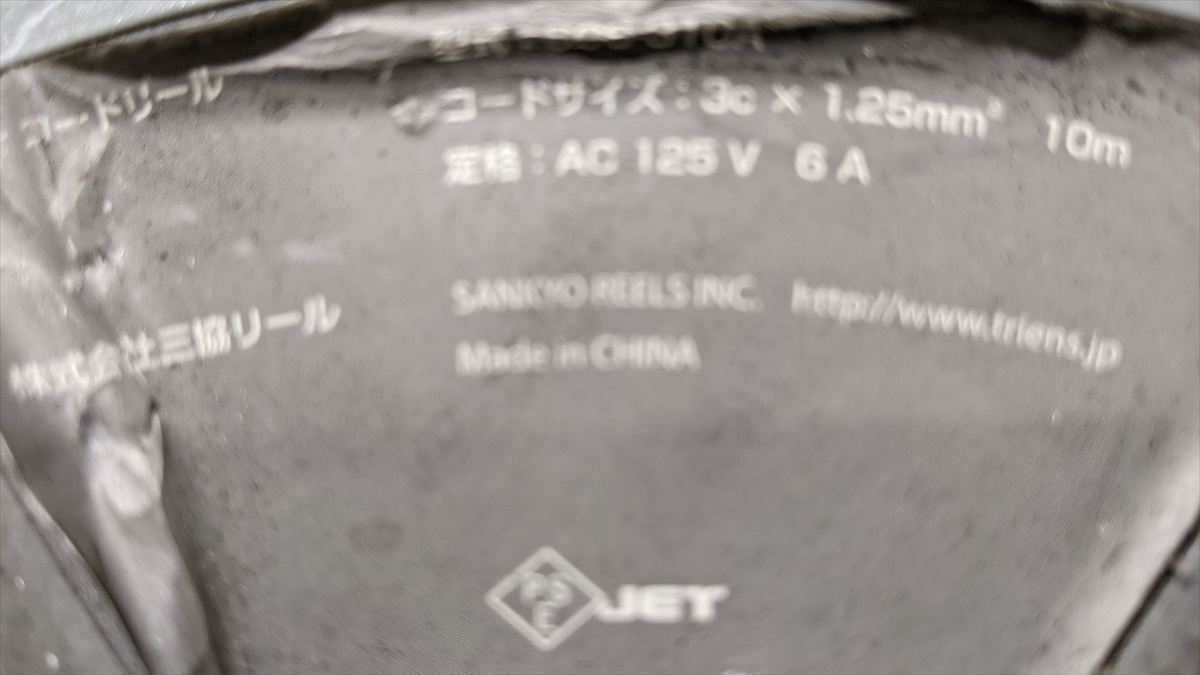 コードリール
コードサイズ：3c × 1.25mm² 10m
定格：AC 125 V 6 A
株式会社三協リール
SANKYO REELS INC. http://www.triens.jp
Made in CHINA
PS
E
JET